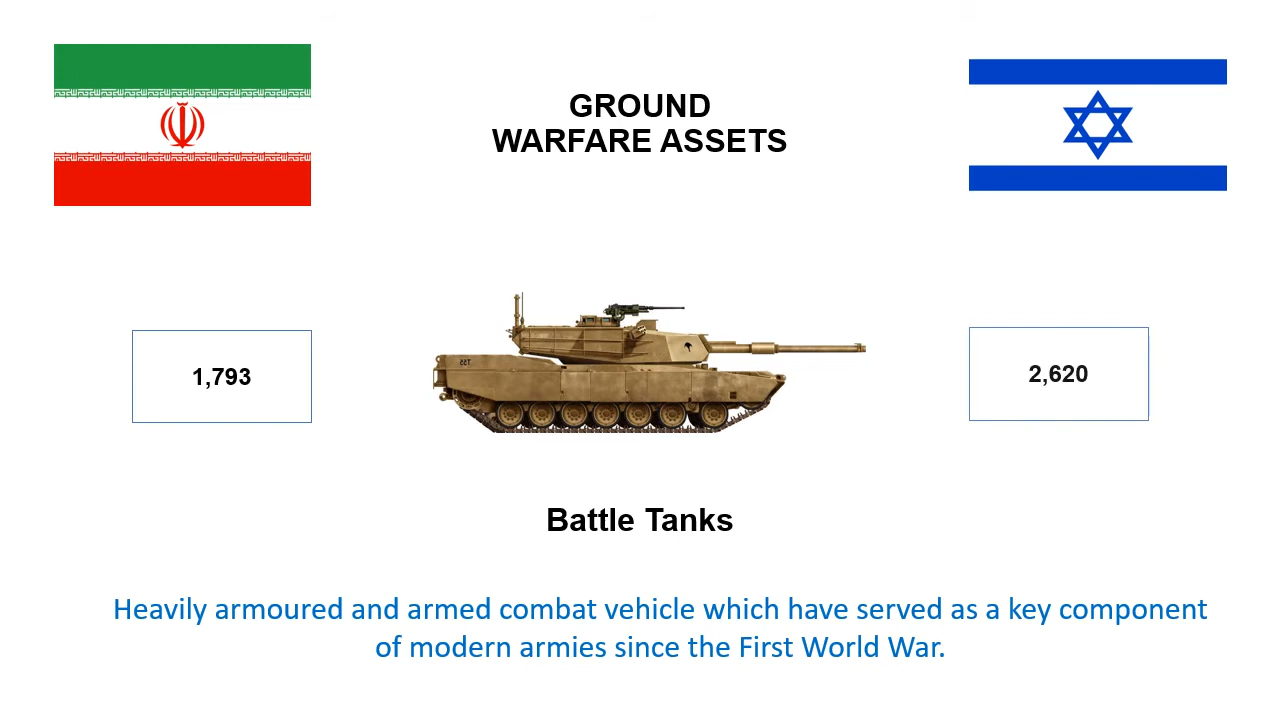 GROUND
WARFARE ASSETS
1,793
2,620
Battle Tanks
Heavily armoured and armed combat vehicle which have served as a key component
of modern armies since the First World War.